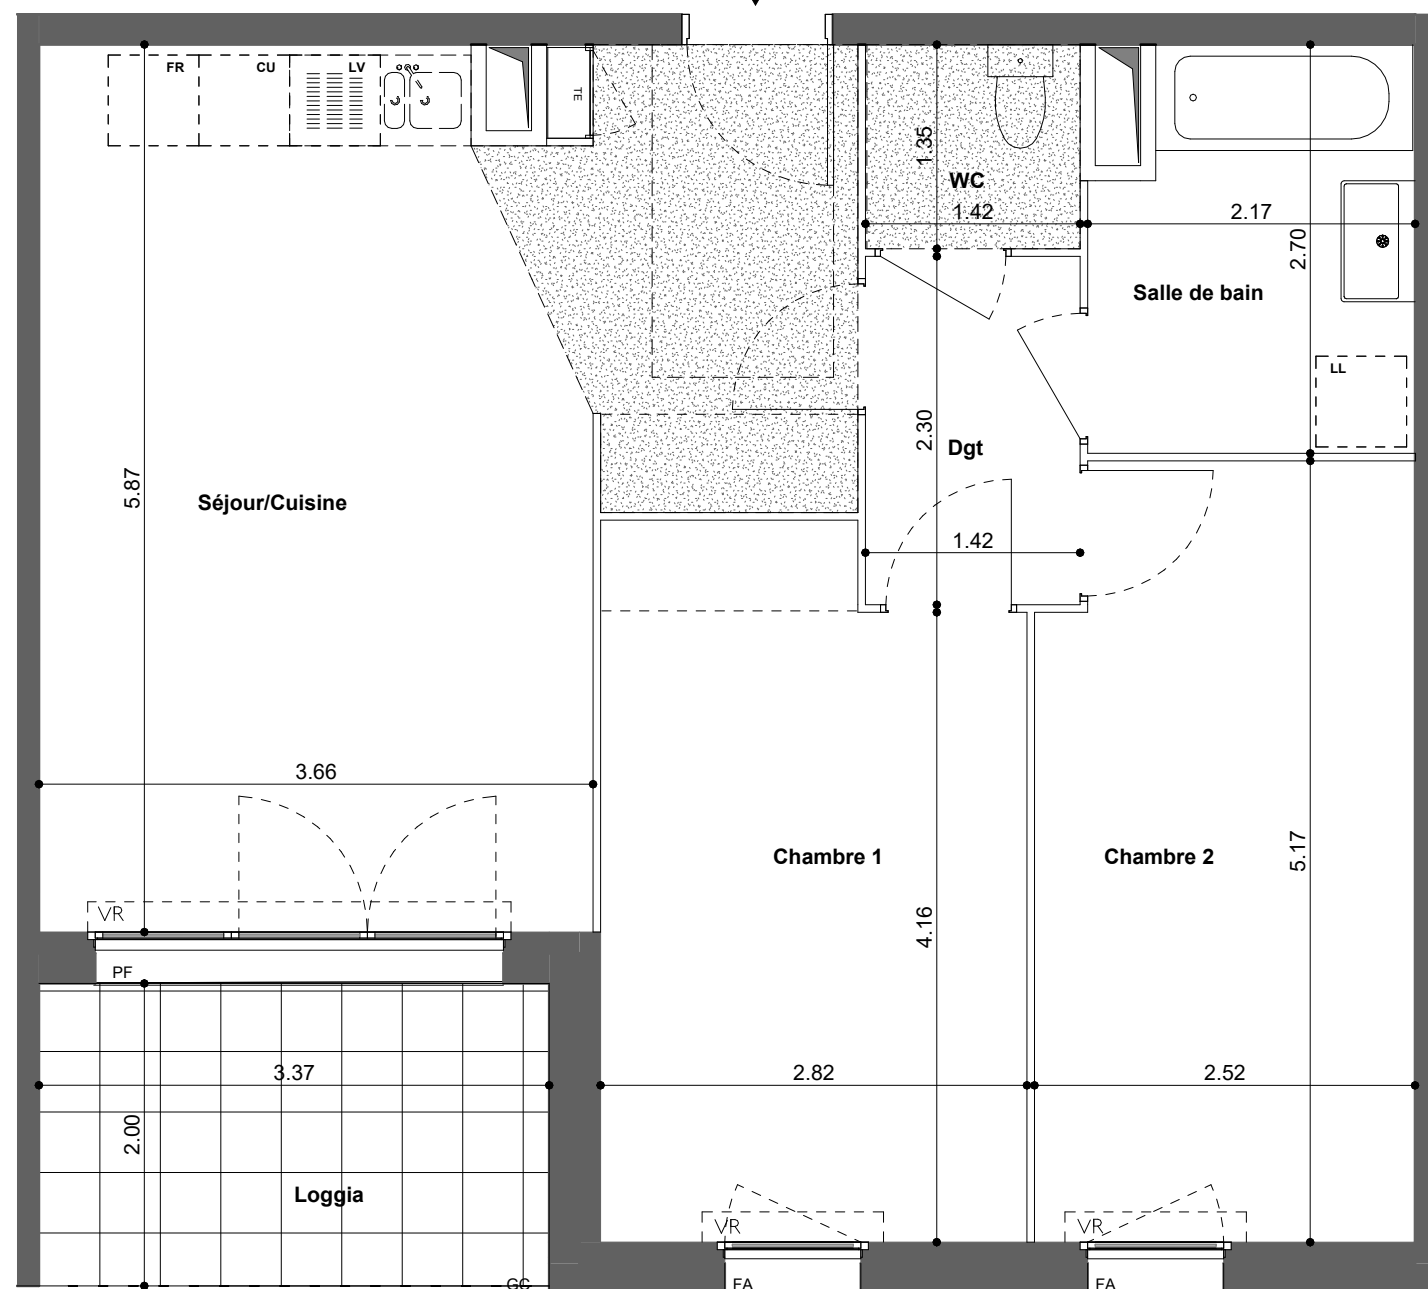 FR
CU
LV
TE
1.35
WC
1.42
2.17
2.70
Salle de bain
LL
2.30
Dgt
5.87
Séjour/Cuisine
1.42
3.66
Chambre 1
Chambre 2
5.17
4.16
VR
PF
3.37
2.82
2.52
2.00
Loggia
VR
VR
GC
FA
FA